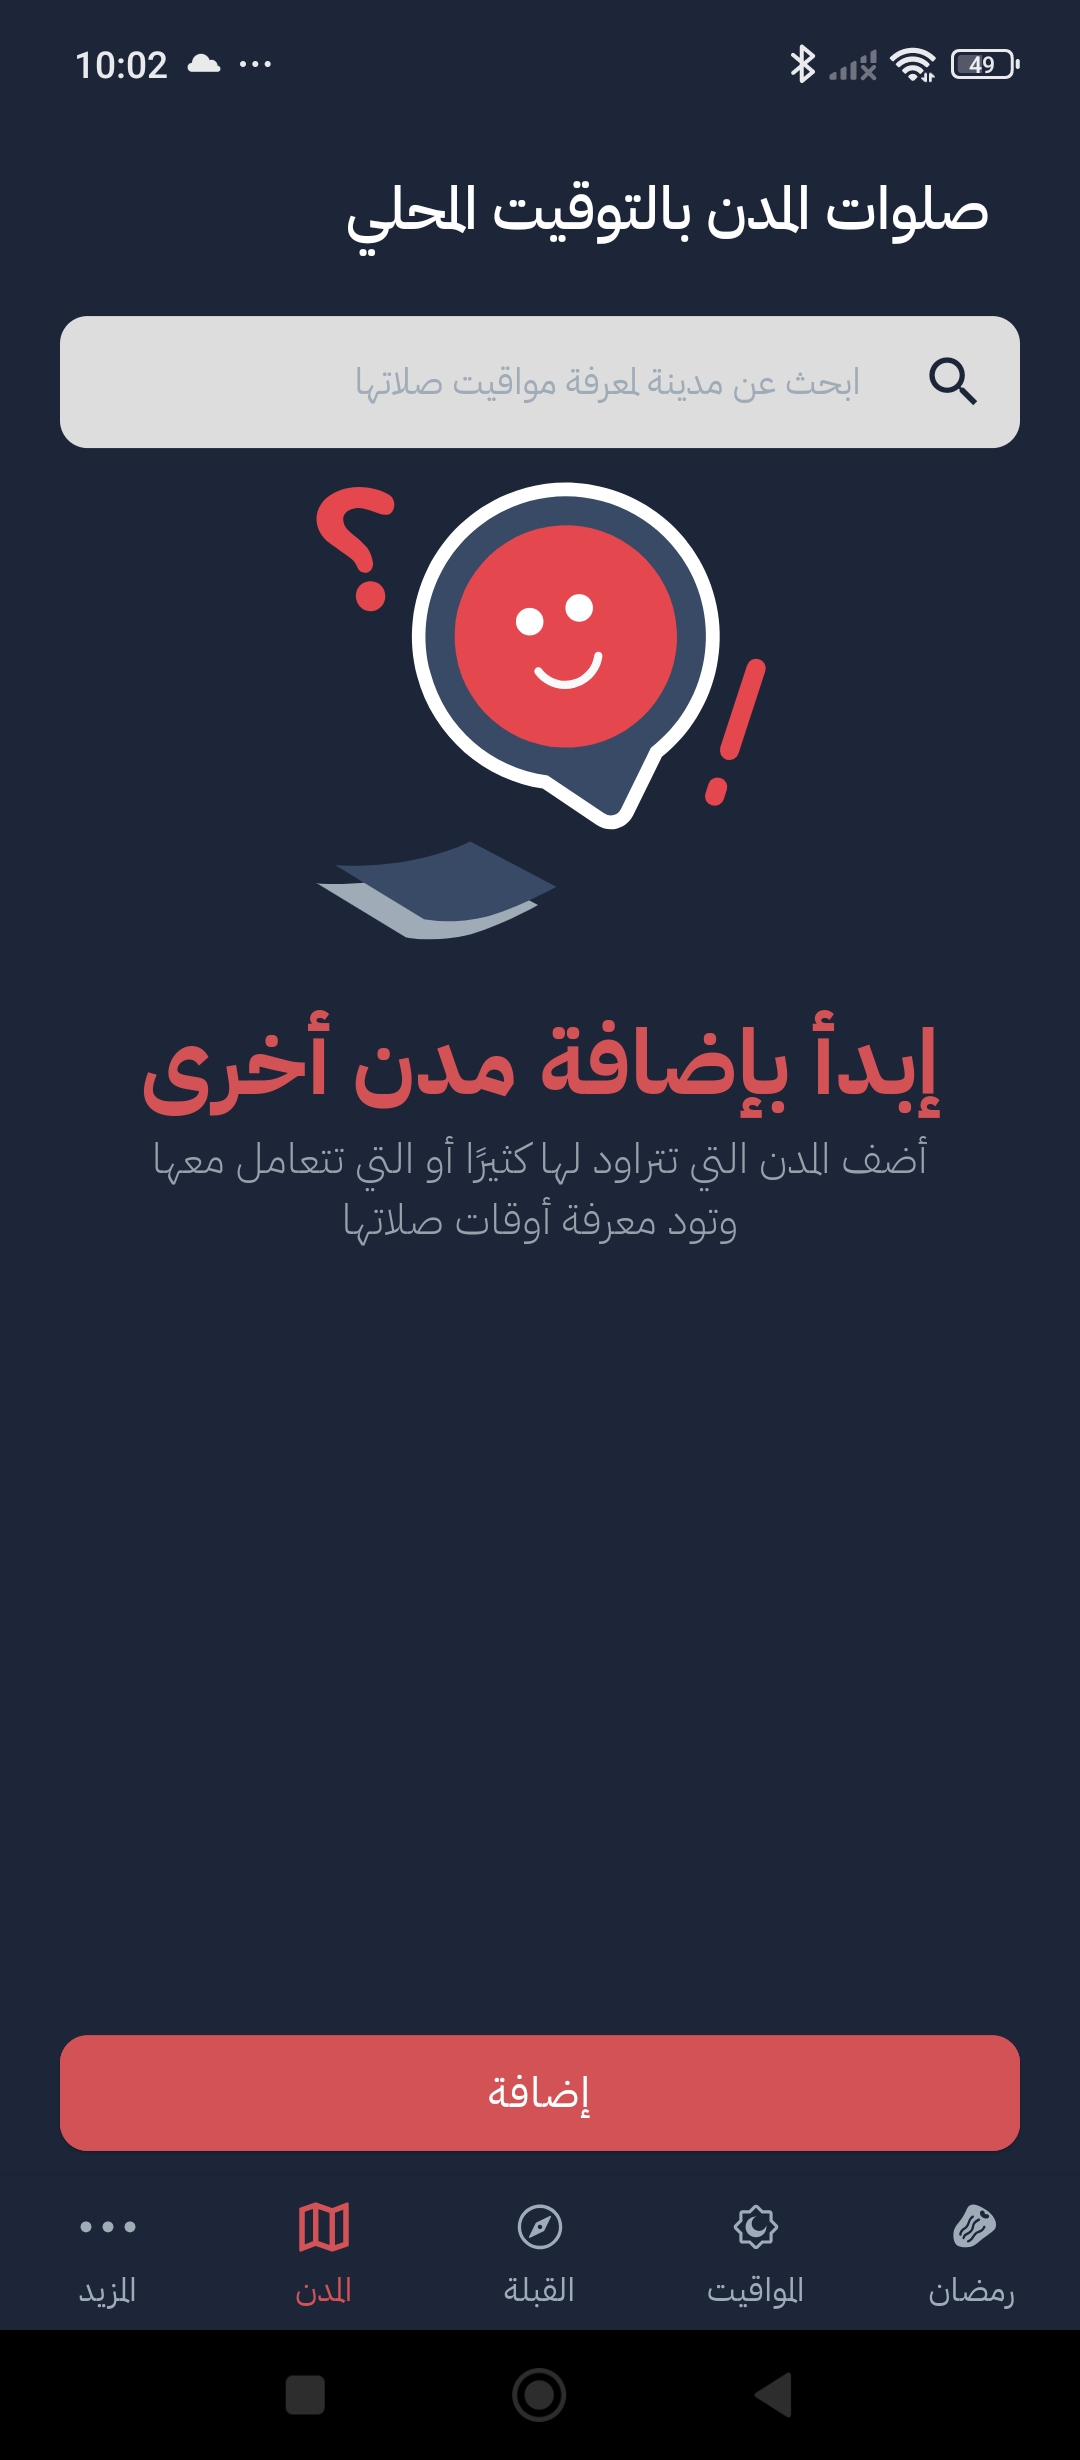 10:02
49
صلوات المدن بالتوقيت المحلي
ابحث عن مدينة لمعرفة مواقيت صلاتها
؟
!
إبدأ بإضافة مدن أخرى
أضف المدن التي تتراود لها كثيرًا أو التي تتعامل معها
وتود معرفة أوقات صلاتها
إضافة
رمضان
المواقيت
القبلة
المدن
المزيد